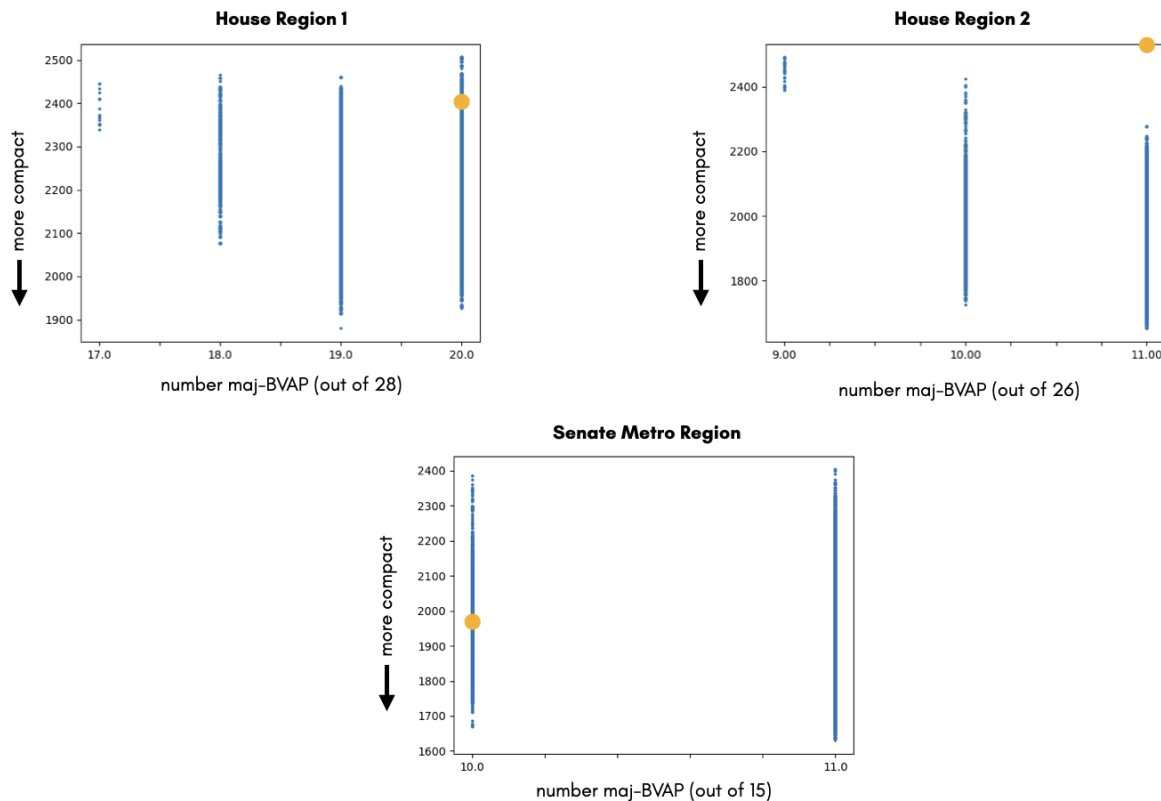 House Region 1
2500
2400
2300
2200
2100
2000
1900
more compact
17.0 18.0 19.0 20.0
number maj-BVAP (out of 28)
House Region 2
2400
2200
2000
1800
more compact
9.00 10.00 11.00
number maj-BVAP (out of 26)
Senate Metro Region
2400
2300
2200
2100
2000
1900
1800
1700
1600
more compact
10.0 11.0
number maj-BVAP (out of 15)